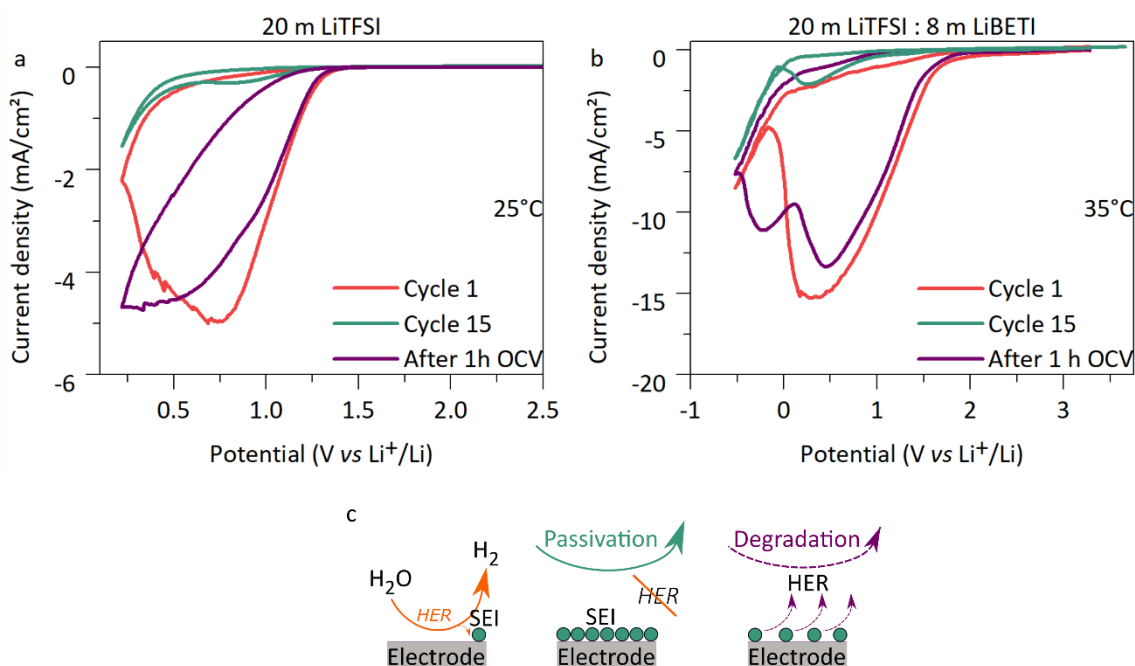 20 m LiTFSI
a
0
-2
-4
-6
0.5
1.0
1.5
2.0
2.5
25°C
Cycle 1
Cycle 15
After 1h OCV
Current density (mA/cm²)
Potential (V vs Li⁺/Li)
20 m LiTFSI : 8 m LiBETI
b
0
-5
-10
-15
-20
-1
0
1
2
3
35°C
Cycle 1
Cycle 15
After 1 h OCV
Current density (mA/cm²)
Potential (V vs Li⁺/Li)
c
H₂O
H₂
HER
SEI
Electrode
Passivation
HER
SEI
Electrode
Degradation
HER
Electrode